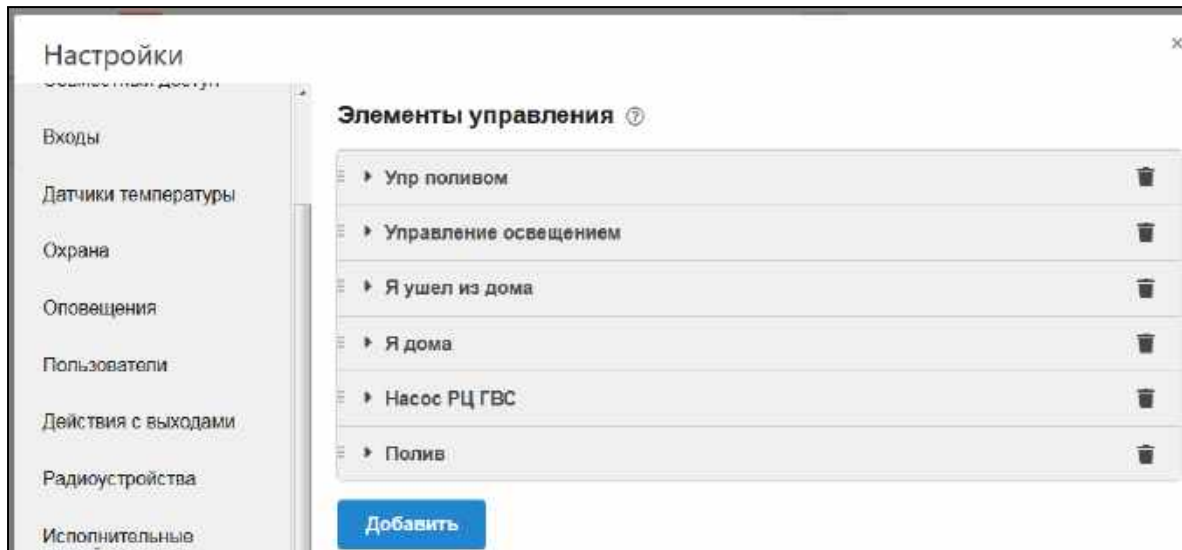 Настройки
×
Входы
Датчики температуры
Охрана
Оповещения
Пользователи
Действия с выходами
Радиоустройства
Исполнительные
Элементы управления ?
Упр поливом
Управление освещением
Я ушел из дома
Я дома
Насос РЦ ГВС
Полив
Добавить